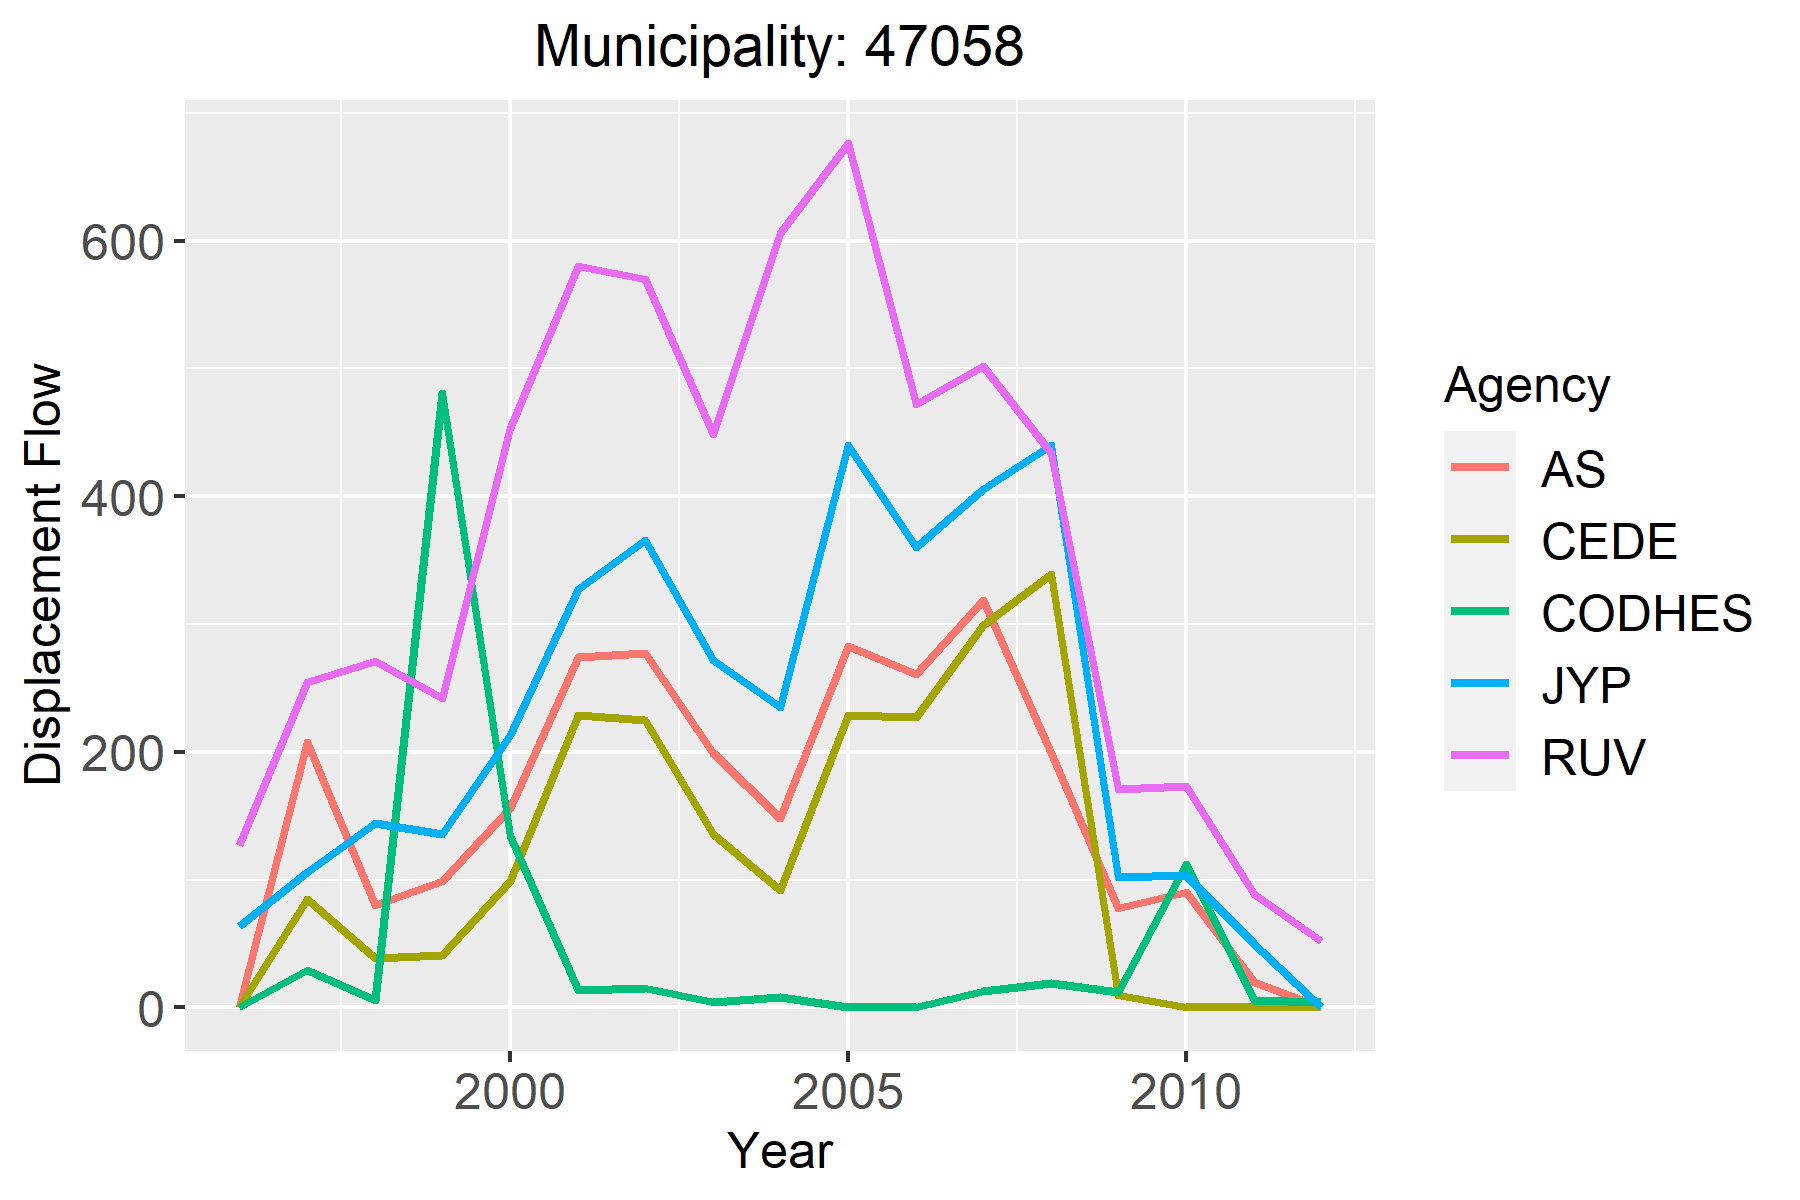 Municipality: 47058
Displacement Flow
600
400
200
0
2000
2005
2010
Year
Agency
AS
CEDE
CODHES
JYP
RUV